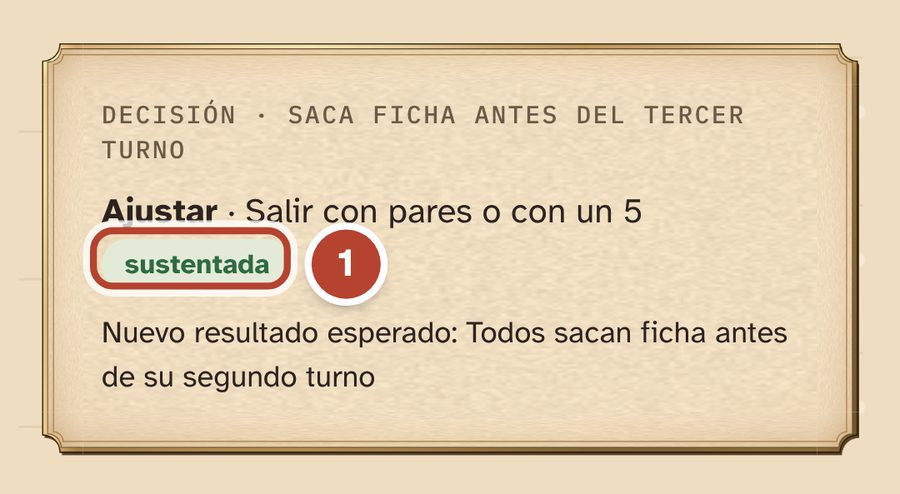 DECISIÓN · SACA FICHA ANTES DEL TERCER
TURNO
Ajustar · Salir con pares o con un 5
sustentada
1
Nuevo resultado esperado: Todos sacan ficha antes
de su segundo turno